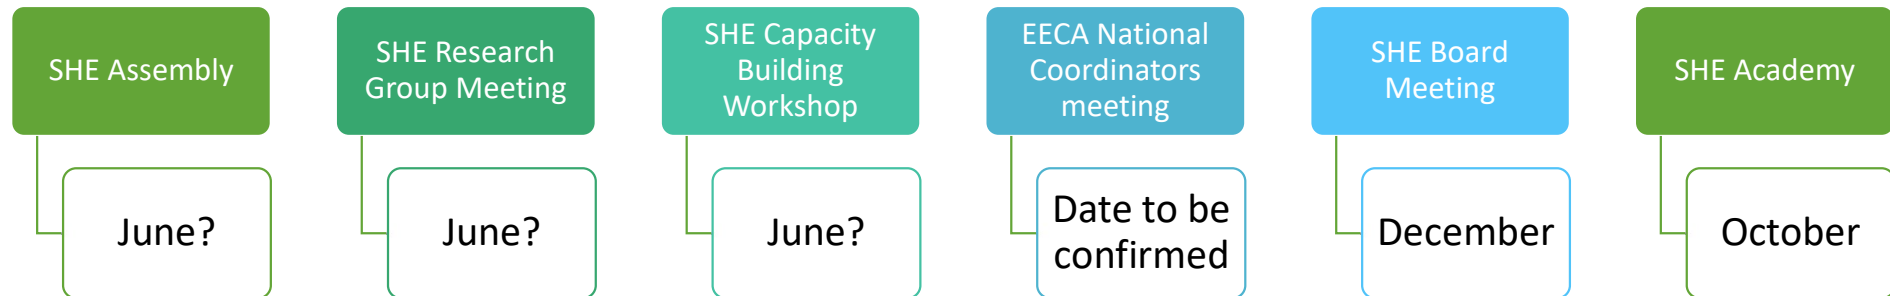 SHE Assembly
June?
SHE Research
Group Meeting
June?
SHE Capacity
Building
Workshop
June?
EECA National
Coordinators
meeting
Date to be
confirmed
SHE Board
Meeting
December
SHE Academy
October